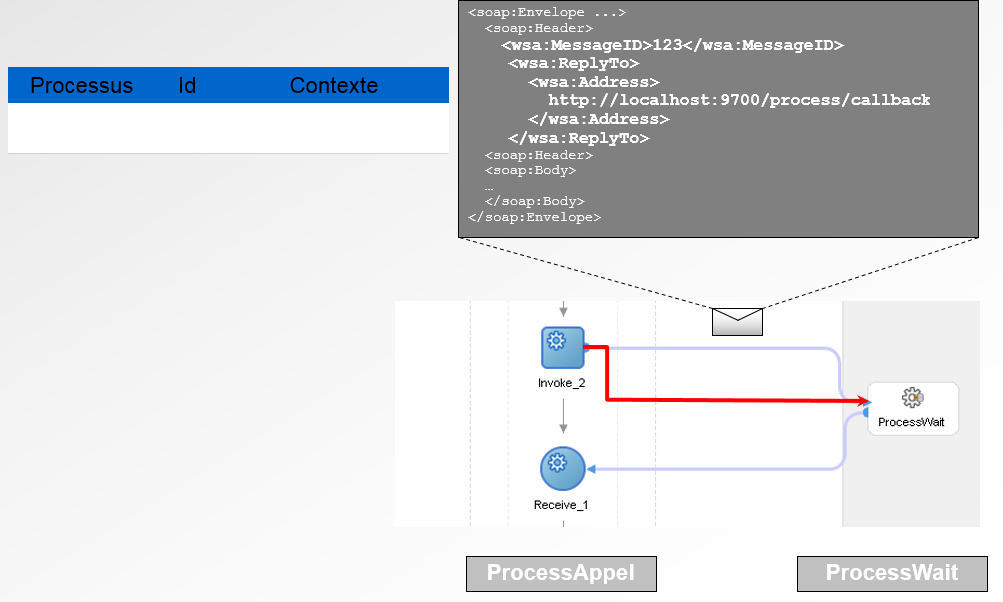 Processus Id Contexte
<soap:Envelope ...>
<soap:Header>
<wsa:MessageID>123</wsa:MessageID>
<wsa:ReplyTo>
<wsa:Address>
http://localhost:9700/process/callback
</wsa:Address>
</wsa:ReplyTo>
<soap:Header>
<soap:Body>
…
</soap:Body>
</soap:Envelope>
Invoke_2
ProcessWait
Receive_1
ProcessAppel
ProcessWait